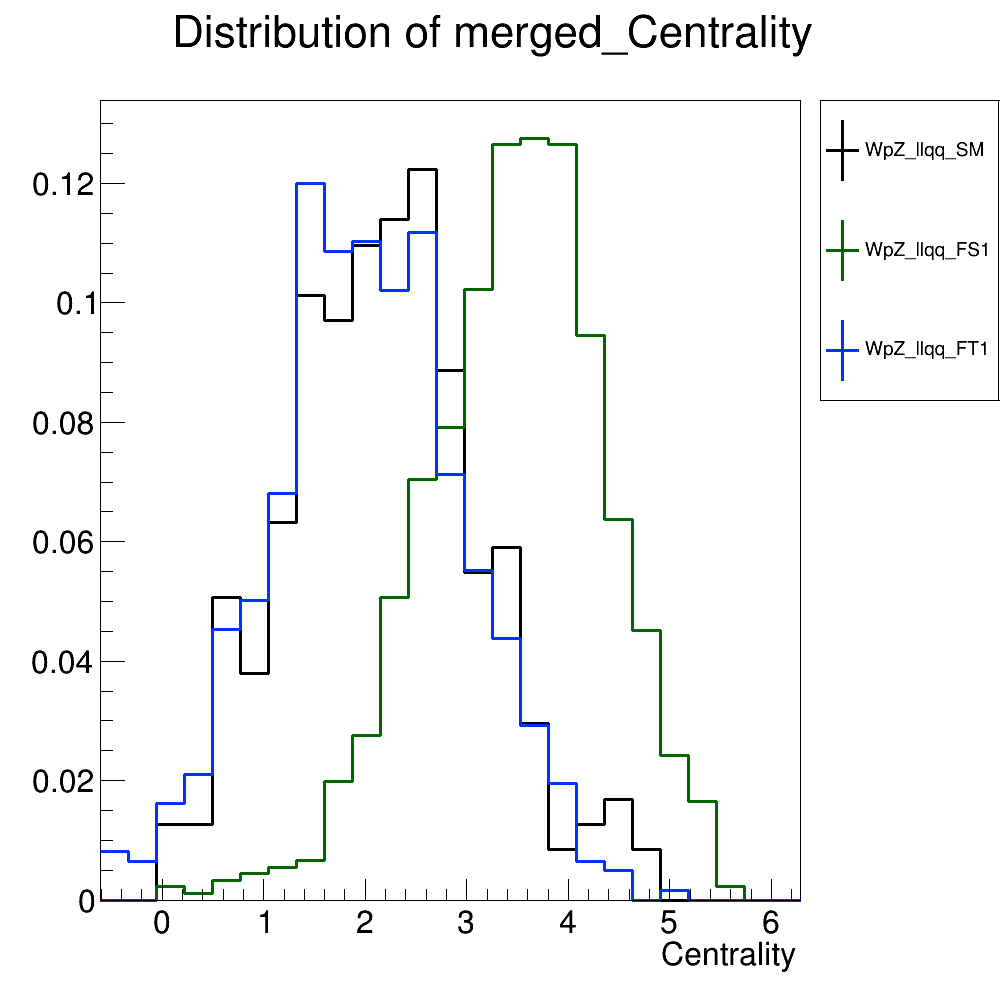 Distribution of merged_Centrality
WpZ_llqq_SM
WpZ_llqq_FS1
WpZ_llqq_FT1
0.12
0.1
0.08
0.06
0.04
0.02
0
0 1 2 3 4 5 6
Centrality